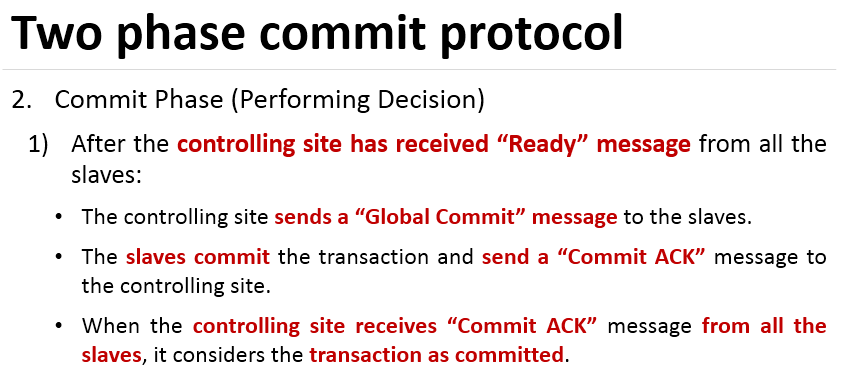 Two phase commit protocol
2. Commit Phase (Performing Decision)
1) After the controlling site has received “Ready” message from all the
slaves:
• The controlling site sends a “Global Commit” message to the slaves.
• The slaves commit the transaction and send a “Commit ACK” message to
the controlling site.
• When the controlling site receives “Commit ACK” message from all the
slaves, it considers the transaction as committed.